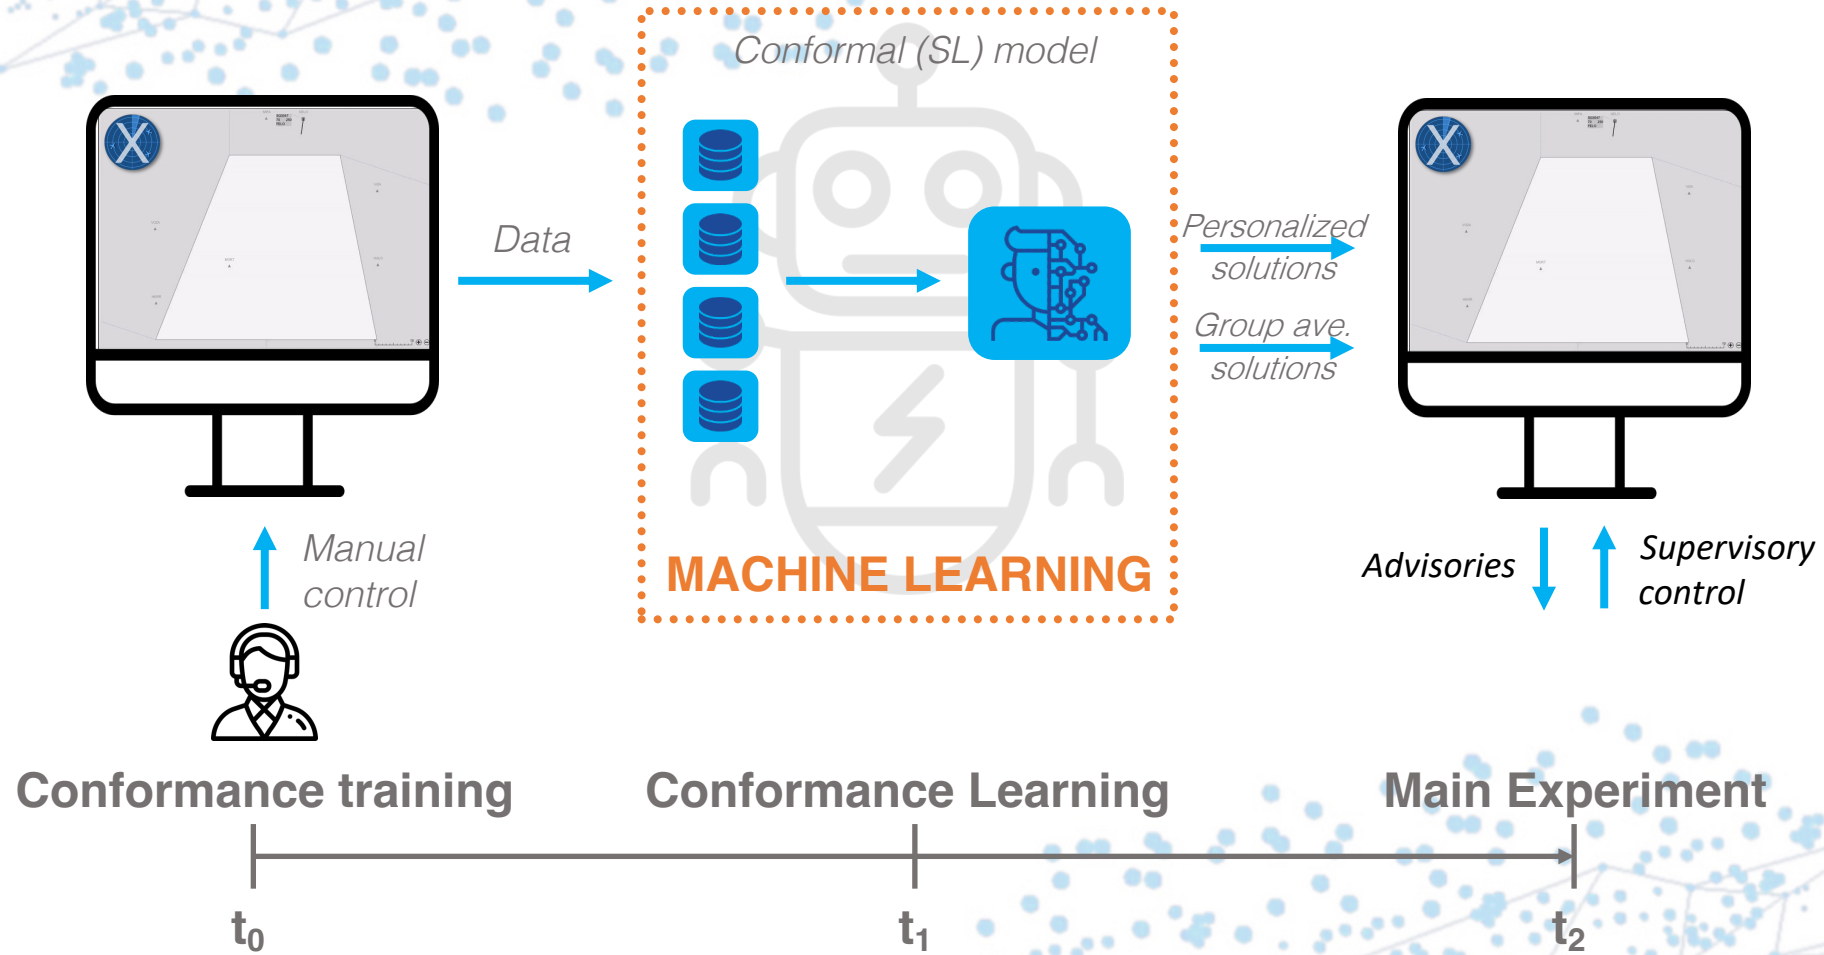 Conformal (SL) model
X
X
Data
Personalized
solutions
Group ave.
solutions
MACHINE LEARNING
Manual
control
Advisories
Supervisory
control
Conformance training
Conformance Learning
Main Experiment
t0
t1
t2